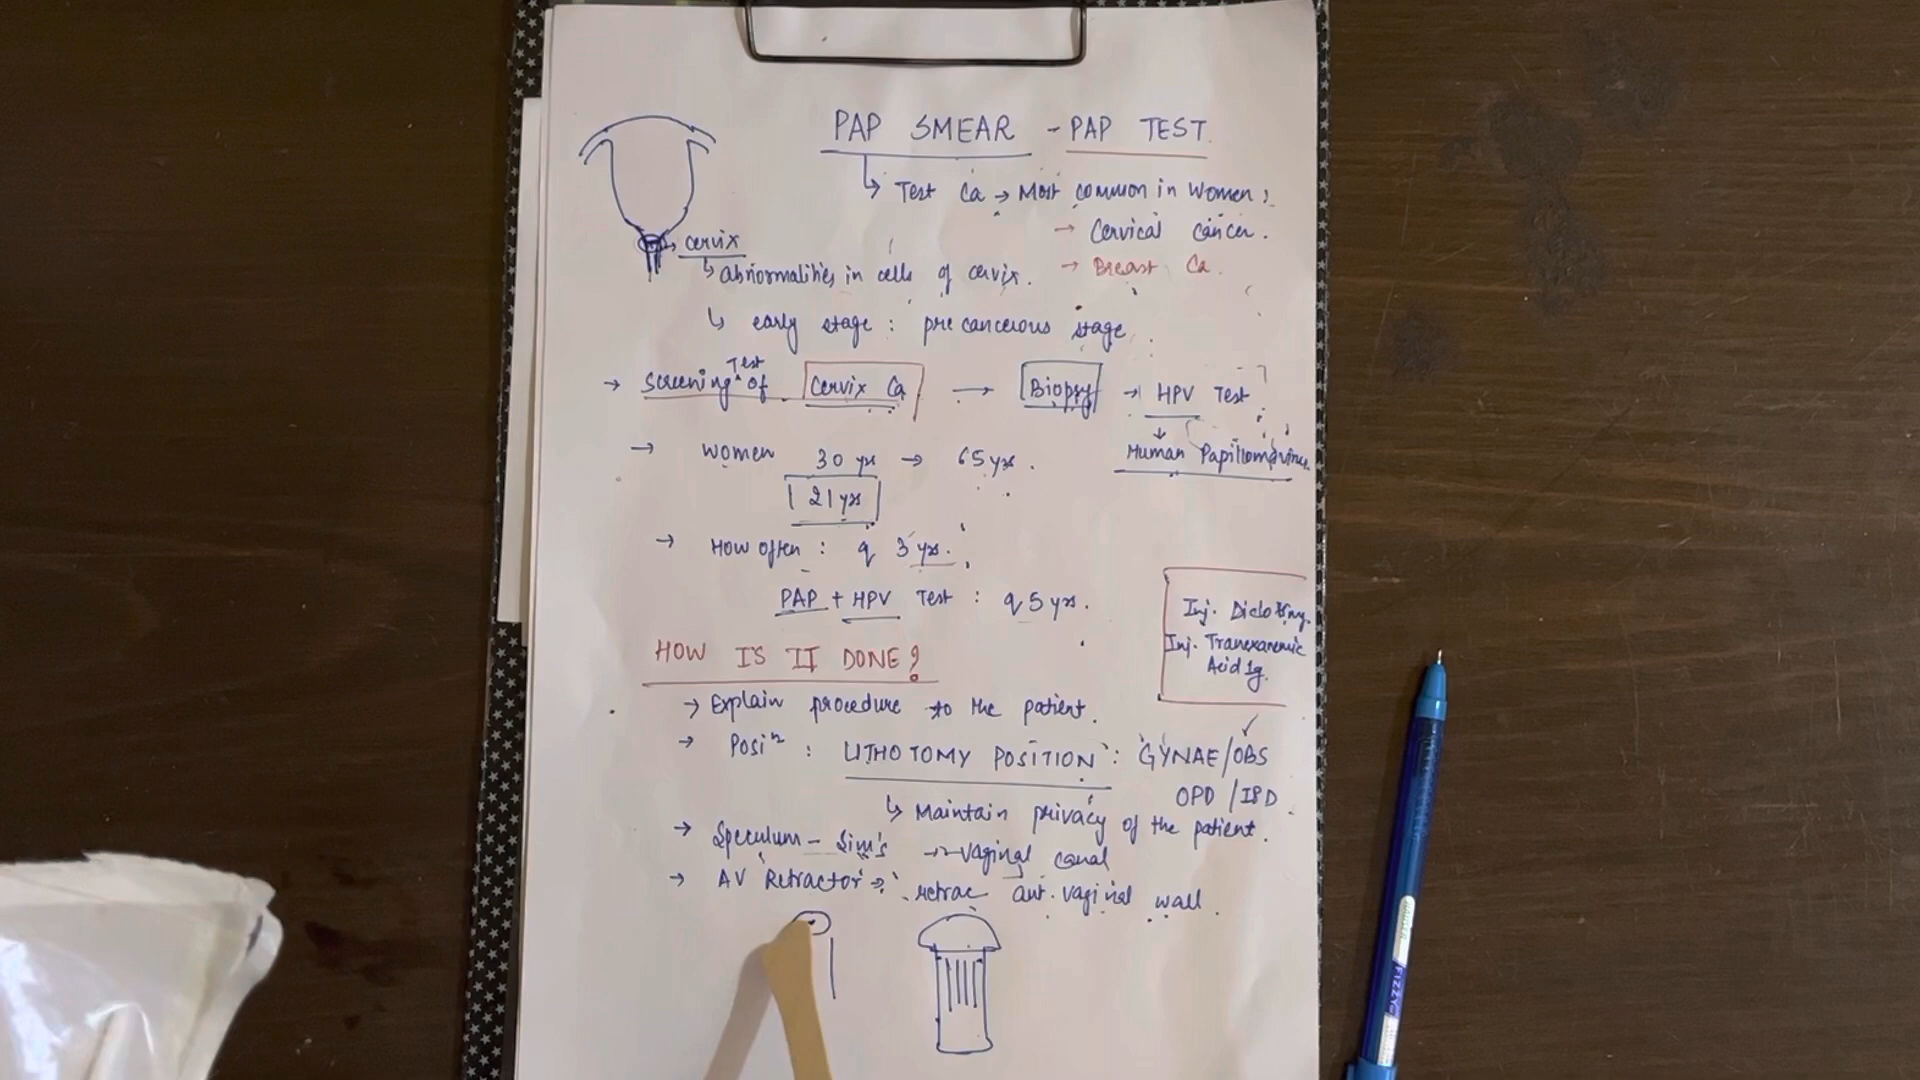 PAP SMEAR - PAP TEST.
↳ Test Ca → Most common in Women:
→ Cervical cancer.
→ Breast Ca.
→ cervix
↳ abnormalities in cells of cervix.
↳ early stage : pre cancerous stage.
→ Screening Test of Cervix Ca → Biopsy → HPV Test
↓
Human Papillomavirus.
→ Women 30 yrs → 65 yrs.
21 yrs
→ How often : q 3 yrs.
PAP + HPV Test : q 5 yrs.
Inj. Diclo
Inj. Tranexamic
Acid 1g.
HOW IS IT DONE?
→ Explain procedure to the patient.
→ Posiⁿ : LITHOTOMY POSITION : GYNAE/OBS
OPD / IPD
↳ Maintain privacy of the patient.
→ Speculum - Sim's → vaginal canal
→ AV Retractor → retrac ant. vaginal wall.
FIZZY